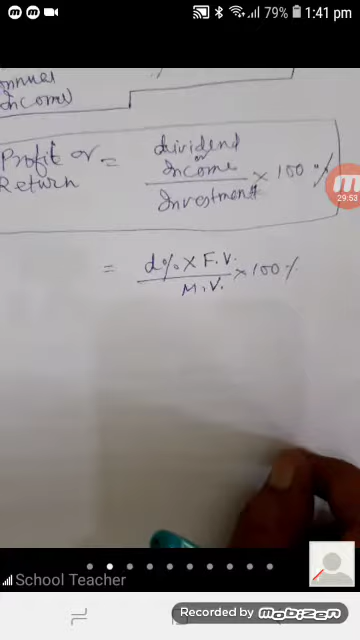 79% 1:41 pm
Annual
Income
Profit or = dividend or Income / Investment × 100 %
Return
29:53
= d% × F.V. / M.V. × 100 %
School Teacher
Recorded by mobizen